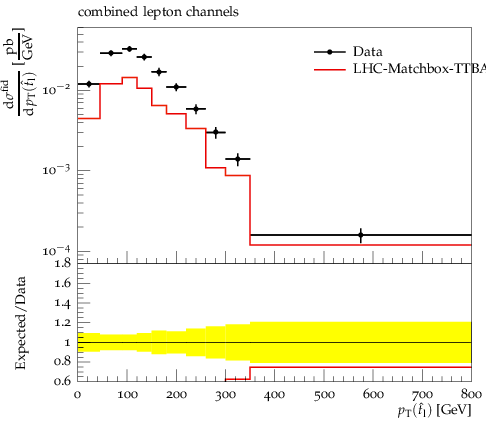 combined lepton channels
dσ^fid / dp_T(t̂_l) [pb / GeV]
Data
LHC-Matchbox-TTBA
10^−2
10^−3
10^−4
Expected/Data
1.8
1.6
1.4
1.2
1
0.8
0.6
0 100 200 300 400 500 600 700 800
p_T(t̂_l) [GeV]